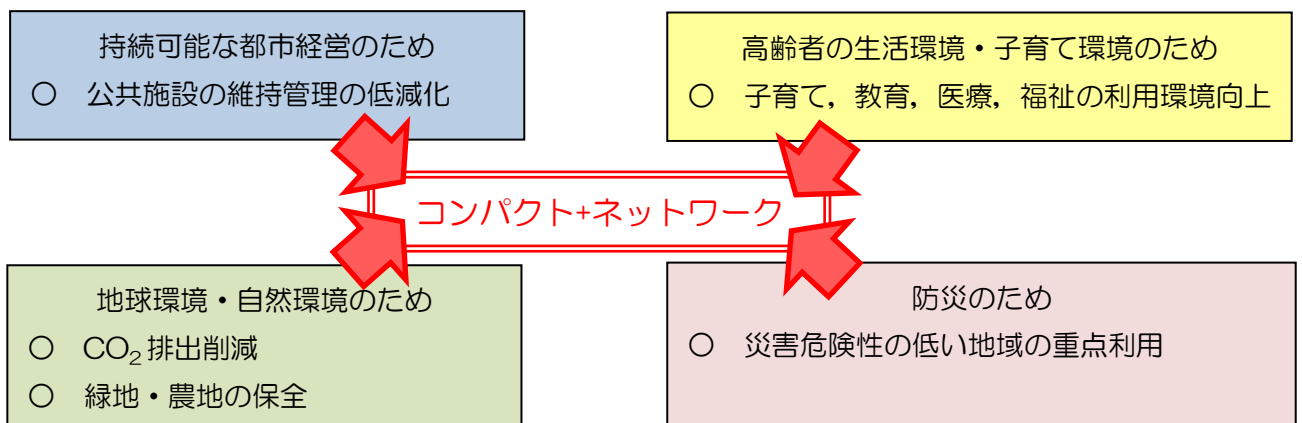 持続可能な都市経営のため
○ 公共施設の維持管理の低減化
高齢者の生活環境・子育て環境のため
○ 子育て，教育，医療，福祉の利用環境向上
コンパクト+ネットワーク
地球環境・自然環境のため
○ CO₂排出削減
○ 緑地・農地の保全
防災のため
○ 災害危険性の低い地域の重点利用